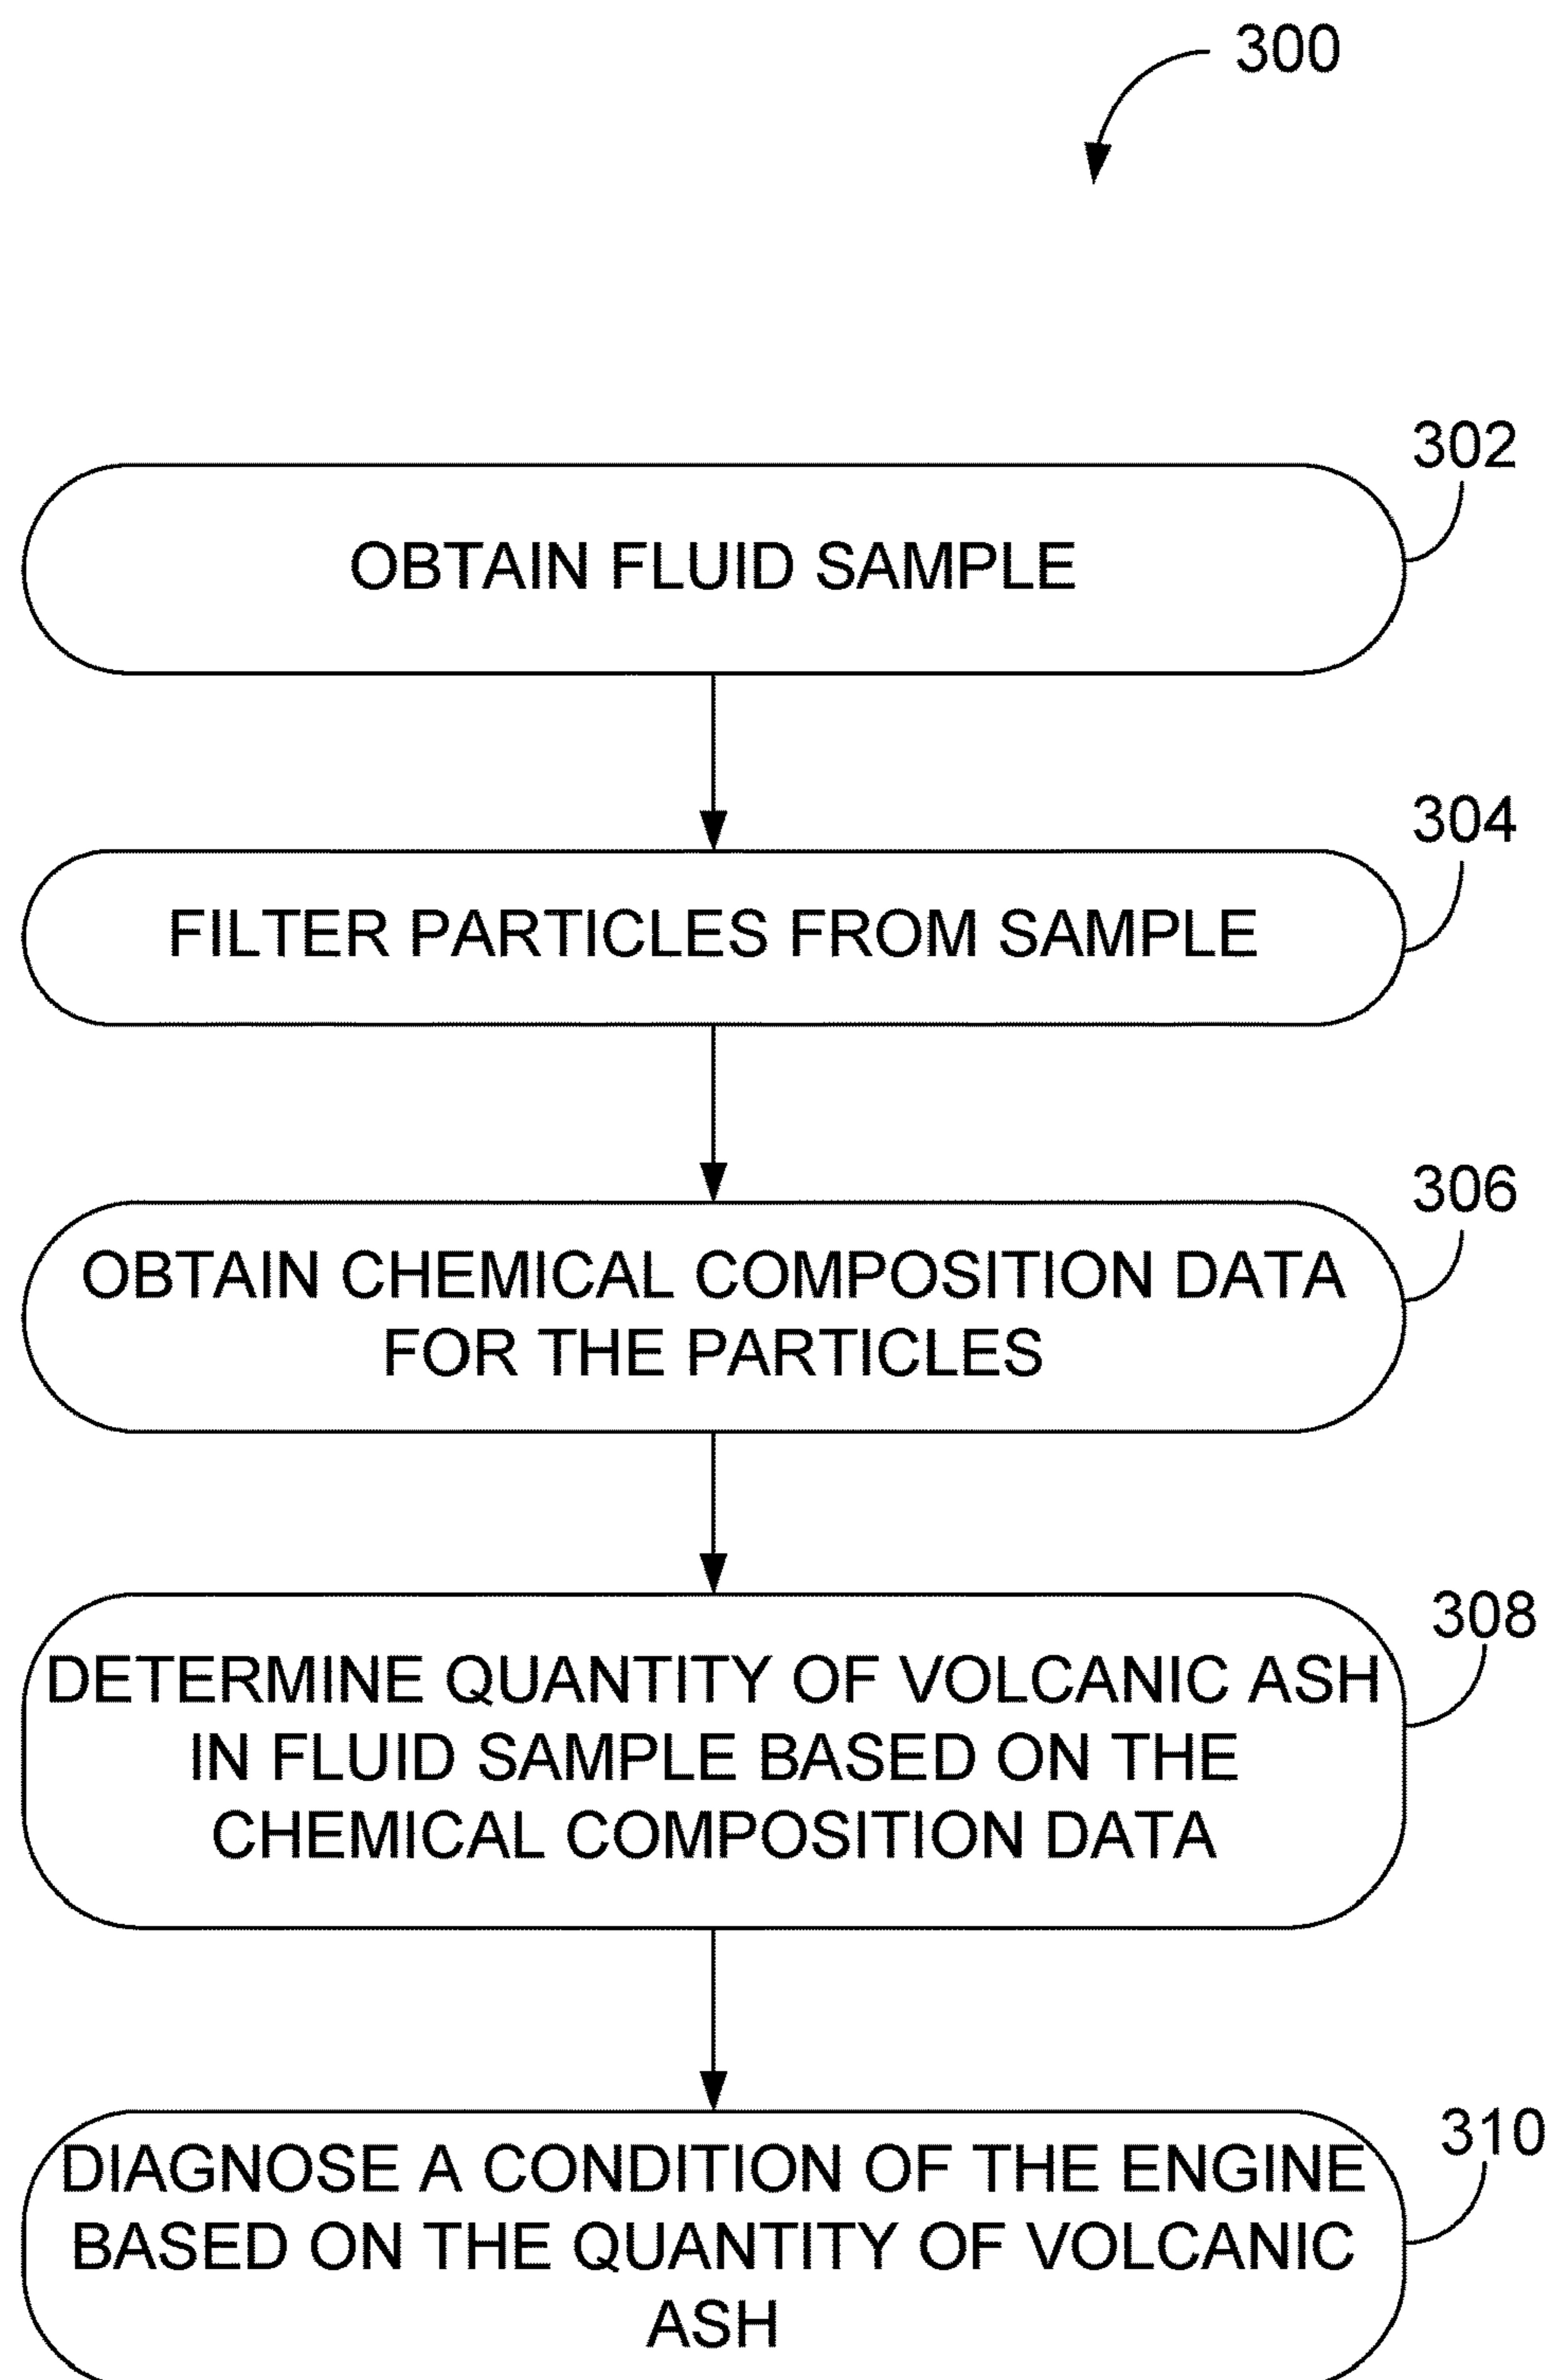 300
302
OBTAIN FLUID SAMPLE
304
FILTER PARTICLES FROM SAMPLE
306
OBTAIN CHEMICAL COMPOSITION DATA
FOR THE PARTICLES
308
DETERMINE QUANTITY OF VOLCANIC ASH
IN FLUID SAMPLE BASED ON THE
CHEMICAL COMPOSITION DATA
310
DIAGNOSE A CONDITION OF THE ENGINE
BASED ON THE QUANTITY OF VOLCANIC
ASH